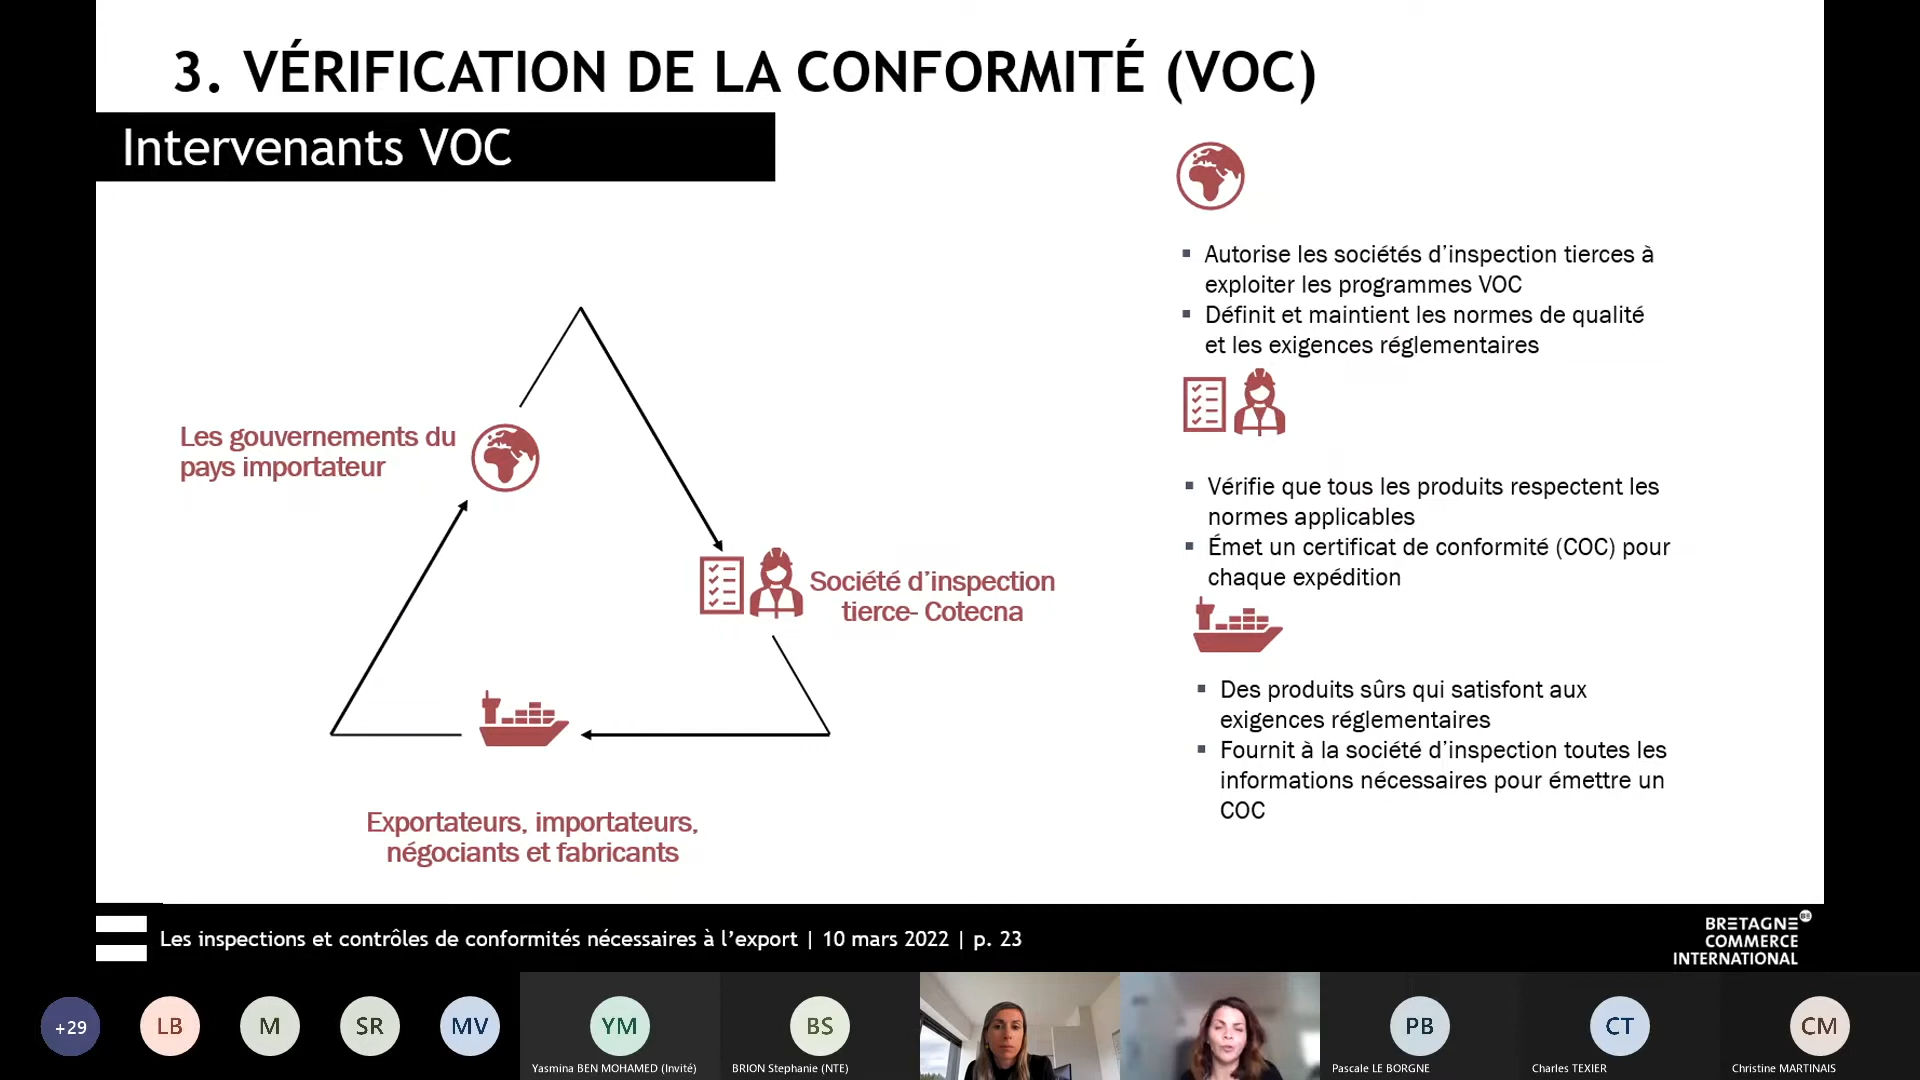 3. VÉRIFICATION DE LA CONFORMITÉ (VOC)
Intervenants VOC
Les gouvernements du
pays importateur
Société d’inspection
tierce- Cotecna
Exportateurs, importateurs,
négociants et fabricants
▪ Autorise les sociétés d’inspection tierces à
exploiter les programmes VOC
▪ Définit et maintient les normes de qualité
et les exigences réglementaires
▪ Vérifie que tous les produits respectent les
normes applicables
▪ Émet un certificat de conformité (COC) pour
chaque expédition
▪ Des produits sûrs qui satisfont aux
exigences réglementaires
▪ Fournit à la société d’inspection toutes les
informations nécessaires pour émettre un
COC
Les inspections et contrôles de conformités nécessaires à l’export | 10 mars 2022 | p. 23
BRETAGNE
COMMERCE
INTERNATIONAL
+29
LB
M
SR
MV
YM
Yasmina BEN MOHAMED (Invité)
BS
BRION Stephanie (NTE)
PB
Pascale LE BORGNE
CT
Charles TEXIER
CM
Christine MARTINAIS